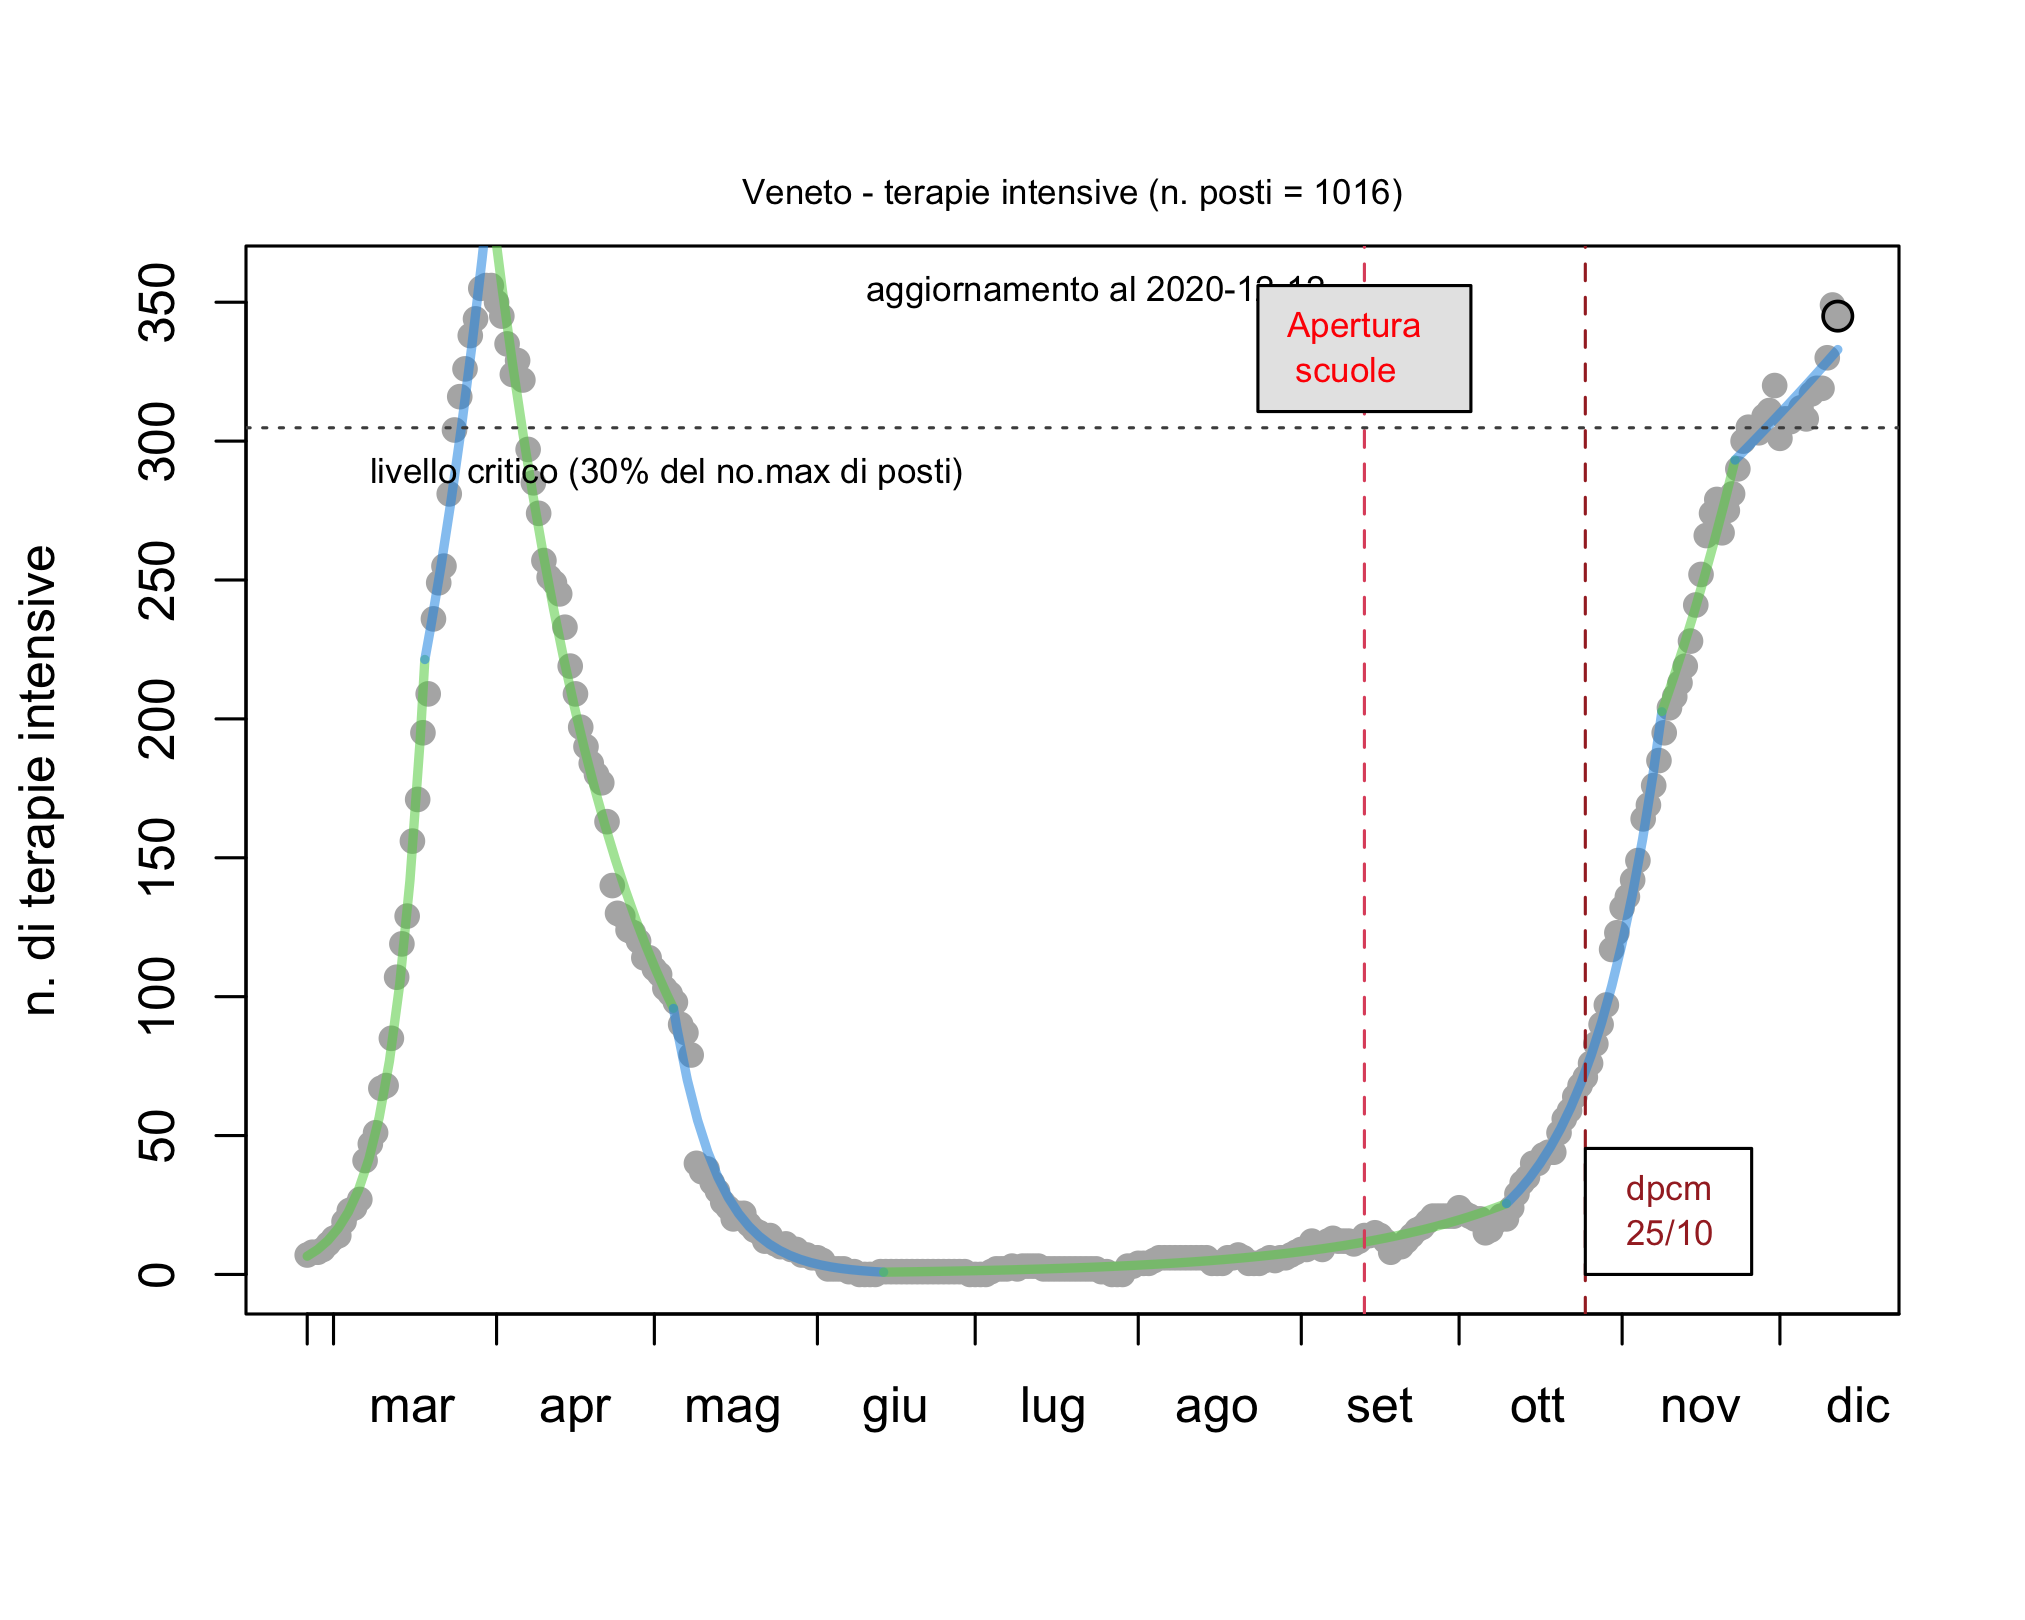 Veneto - terapie intensive (n. posti = 1016)
aggiornamento al
Apertura
scuole
livello critico (30% del no.max di posti)
dpcm
25/10
n. di terapie intensive
350
300
250
200
150
100
50
0
mar apr mag giu lug ago set ott nov dic